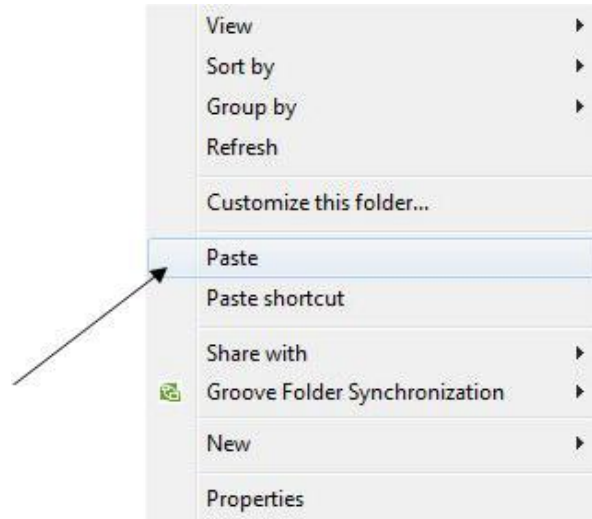 View
Sort by
Group by
Refresh
Customize this folder...
Paste
Paste shortcut
Share with
Groove Folder Synchronization
New
Properties